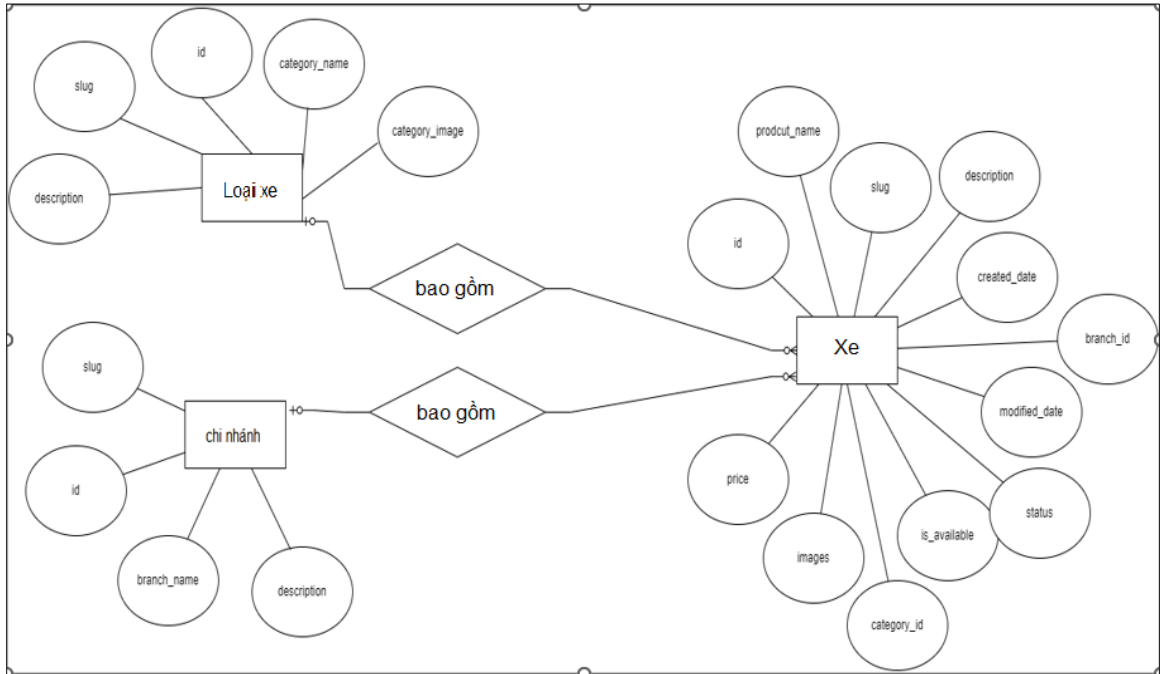 id
category_name
slug
category_image
description
Loại xe
bao gồm
slug
chi nhánh
id
branch_name
description
bao gồm
prodcut_name
slug
description
id
created_date
Xe
branch_id
modified_date
price
status
is_available
images
category_id